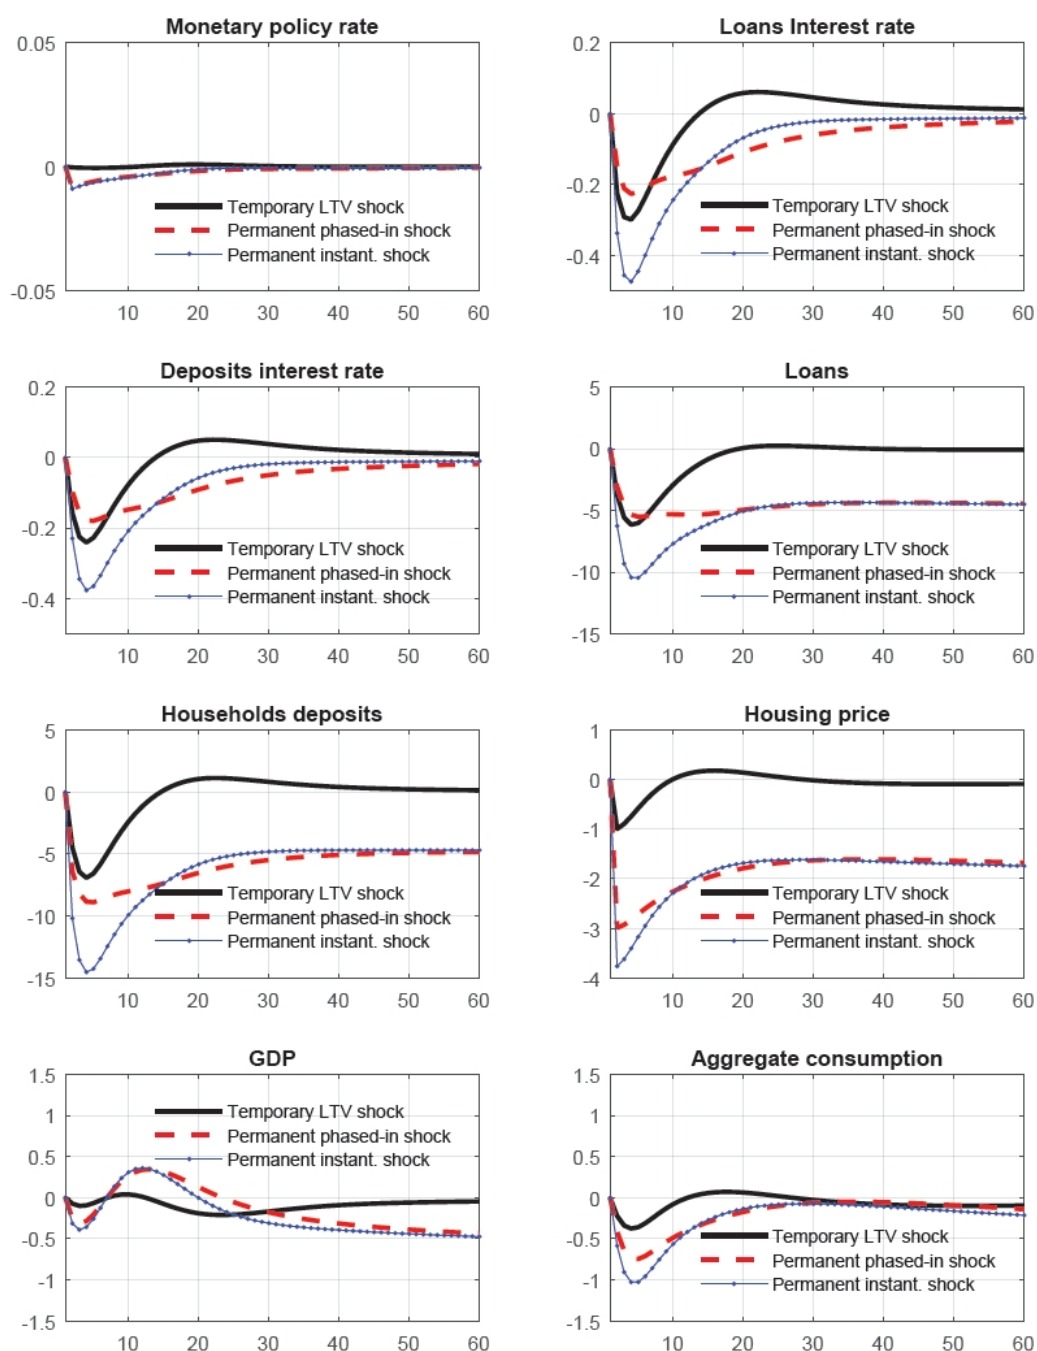 Monetary policy rate
0.05
0
-0.05
Temporary LTV shock
Permanent phased-in shock
Permanent instant. shock
10 20 30 40 50 60
Loans Interest rate
0.2
0
-0.2
-0.4
Temporary LTV shock
Permanent phased-in shock
Permanent instant. shock
10 20 30 40 50 60
Deposits interest rate
0.2
0
-0.2
-0.4
Temporary LTV shock
Permanent phased-in shock
Permanent instant. shock
10 20 30 40 50 60
Loans
5
0
-5
-10
-15
Temporary LTV shock
Permanent phased-in shock
Permanent instant. shock
10 20 30 40 50 60
Households deposits
5
0
-5
-10
-15
Temporary LTV shock
Permanent phased-in shock
Permanent instant. shock
10 20 30 40 50 60
Housing price
1
0
-1
-2
-3
-4
Temporary LTV shock
Permanent phased-in shock
Permanent instant. shock
10 20 30 40 50 60
GDP
1.5
1
0.5
0
-0.5
-1
-1.5
Temporary LTV shock
Permanent phased-in shock
Permanent instant. shock
10 20 30 40 50 60
Aggregate consumption
1.5
1
0.5
0
-0.5
-1
-1.5
Temporary LTV shock
Permanent phased-in shock
Permanent instant. shock
10 20 30 40 50 60